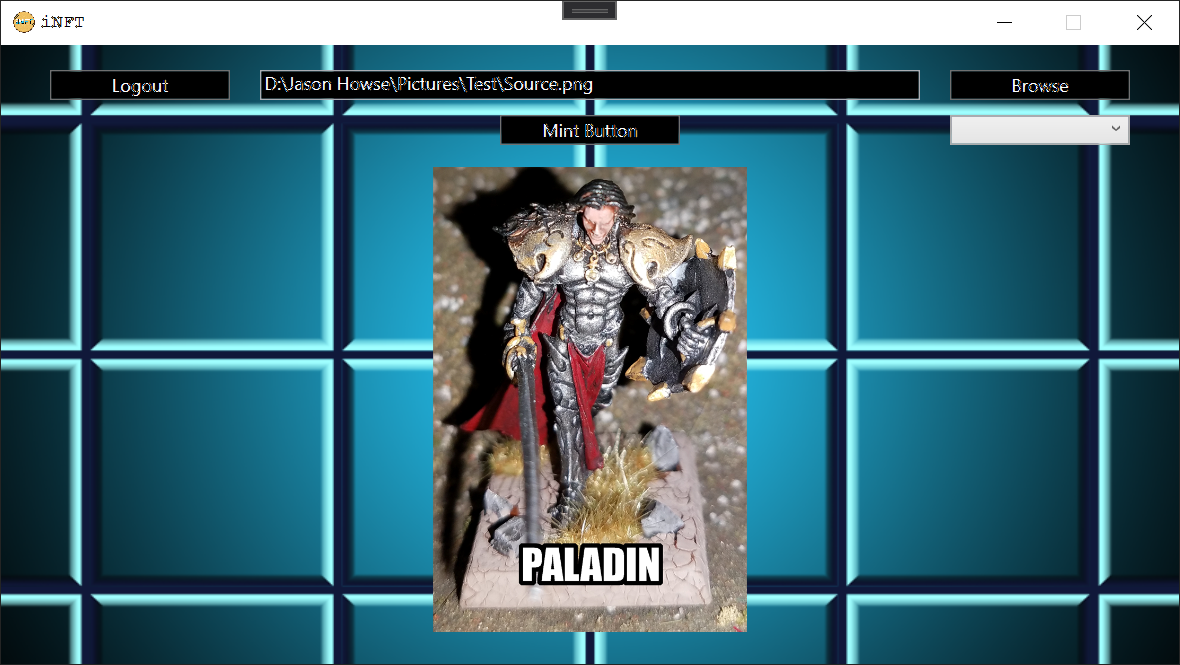 iNFT
Logout
D:\Jason Howse\Pictures\Test\Source.png
Browse
Mint Button
PALADIN